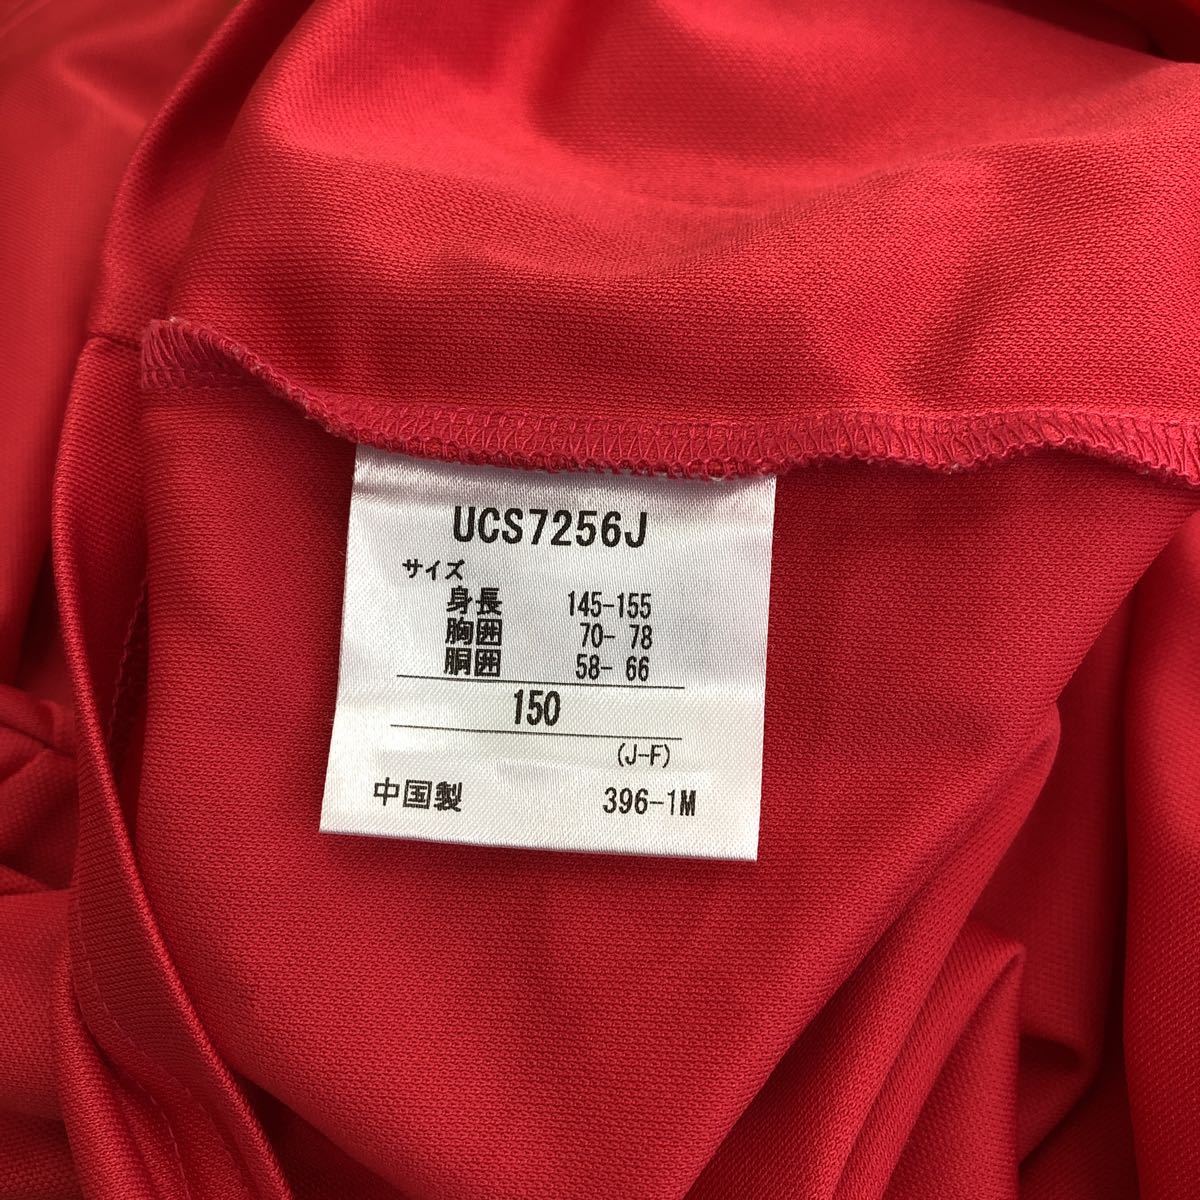 UCS7256J
サイズ
身長 145-155
胸囲 70- 78
胴囲 58- 66
150
(J-F)
中国製 396-1M